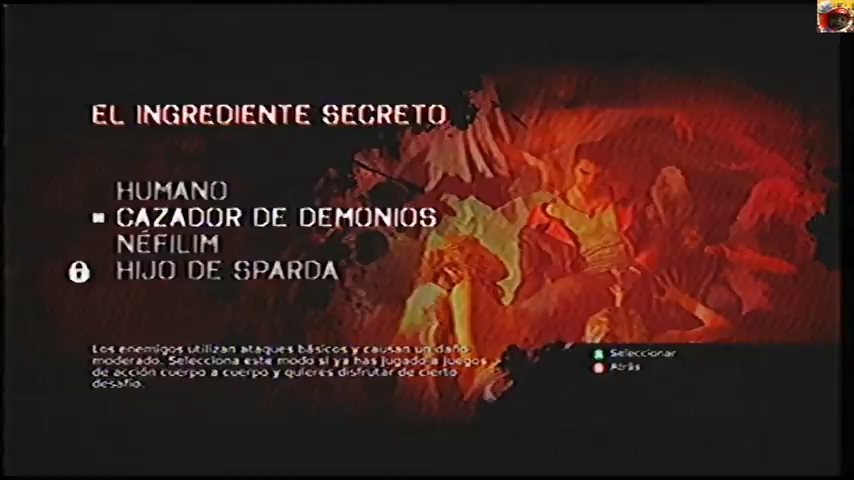 EL INGREDIENTE SECRETO
HUMANO
CAZADOR DE DEMONIOS
NÉFILIM
HIJO DE SPARDA
Los enemigos utilizan ataques básicos y causan un daño
moderado. Selecciona este modo si ya has jugado a juegos
de acción cuerpo a cuerpo y quieres disfrutar de cierto
desafío.
A Seleccionar
B Atrás